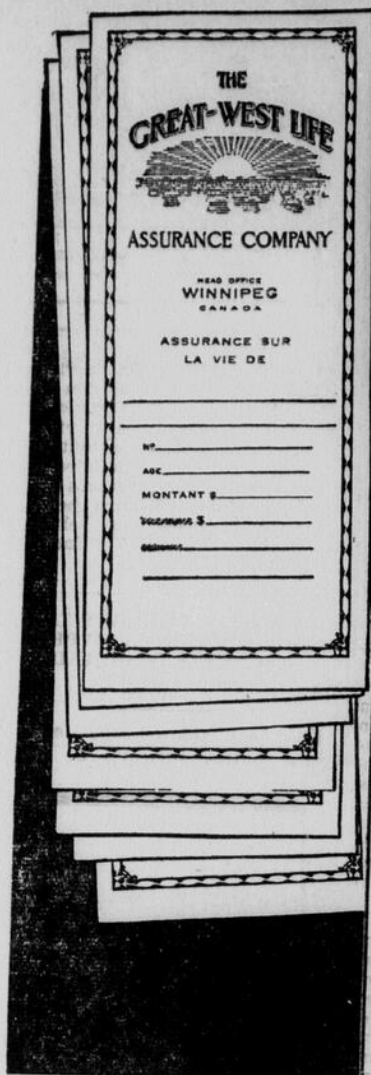 THE
GREAT-WEST LIFE
ASSURANCE COMPANY
HEAD OFFICE
WINNIPEG
CANADA
ASSURANCE SUR
LA VIE DE
Nº
AGE
MONTANT $
$